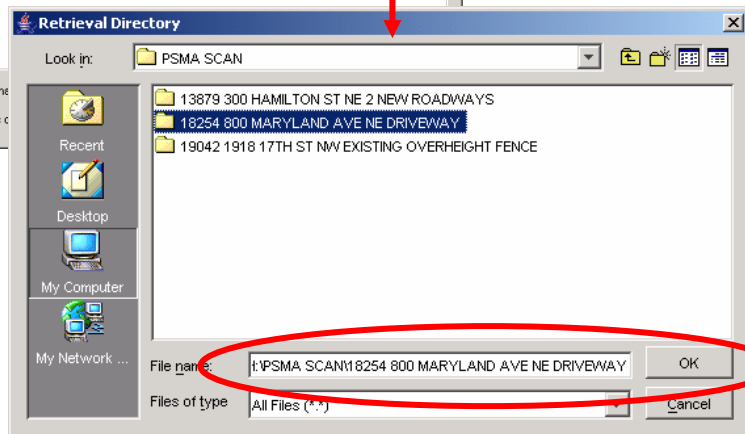 Retrieval Directory
Look in: PSMA SCAN
13879 300 HAMILTON ST NE 2 NEW ROADWAYS
18254 800 MARYLAND AVE NE DRIVEWAY
19042 1918 17TH ST NW EXISTING OVERHEIGHT FENCE
Recent
Desktop
My Computer
My Network ...
File name: I:\PSMA SCAN\18254 800 MARYLAND AVE NE DRIVEWAY OK
Files of type All Files (*.*) Cancel